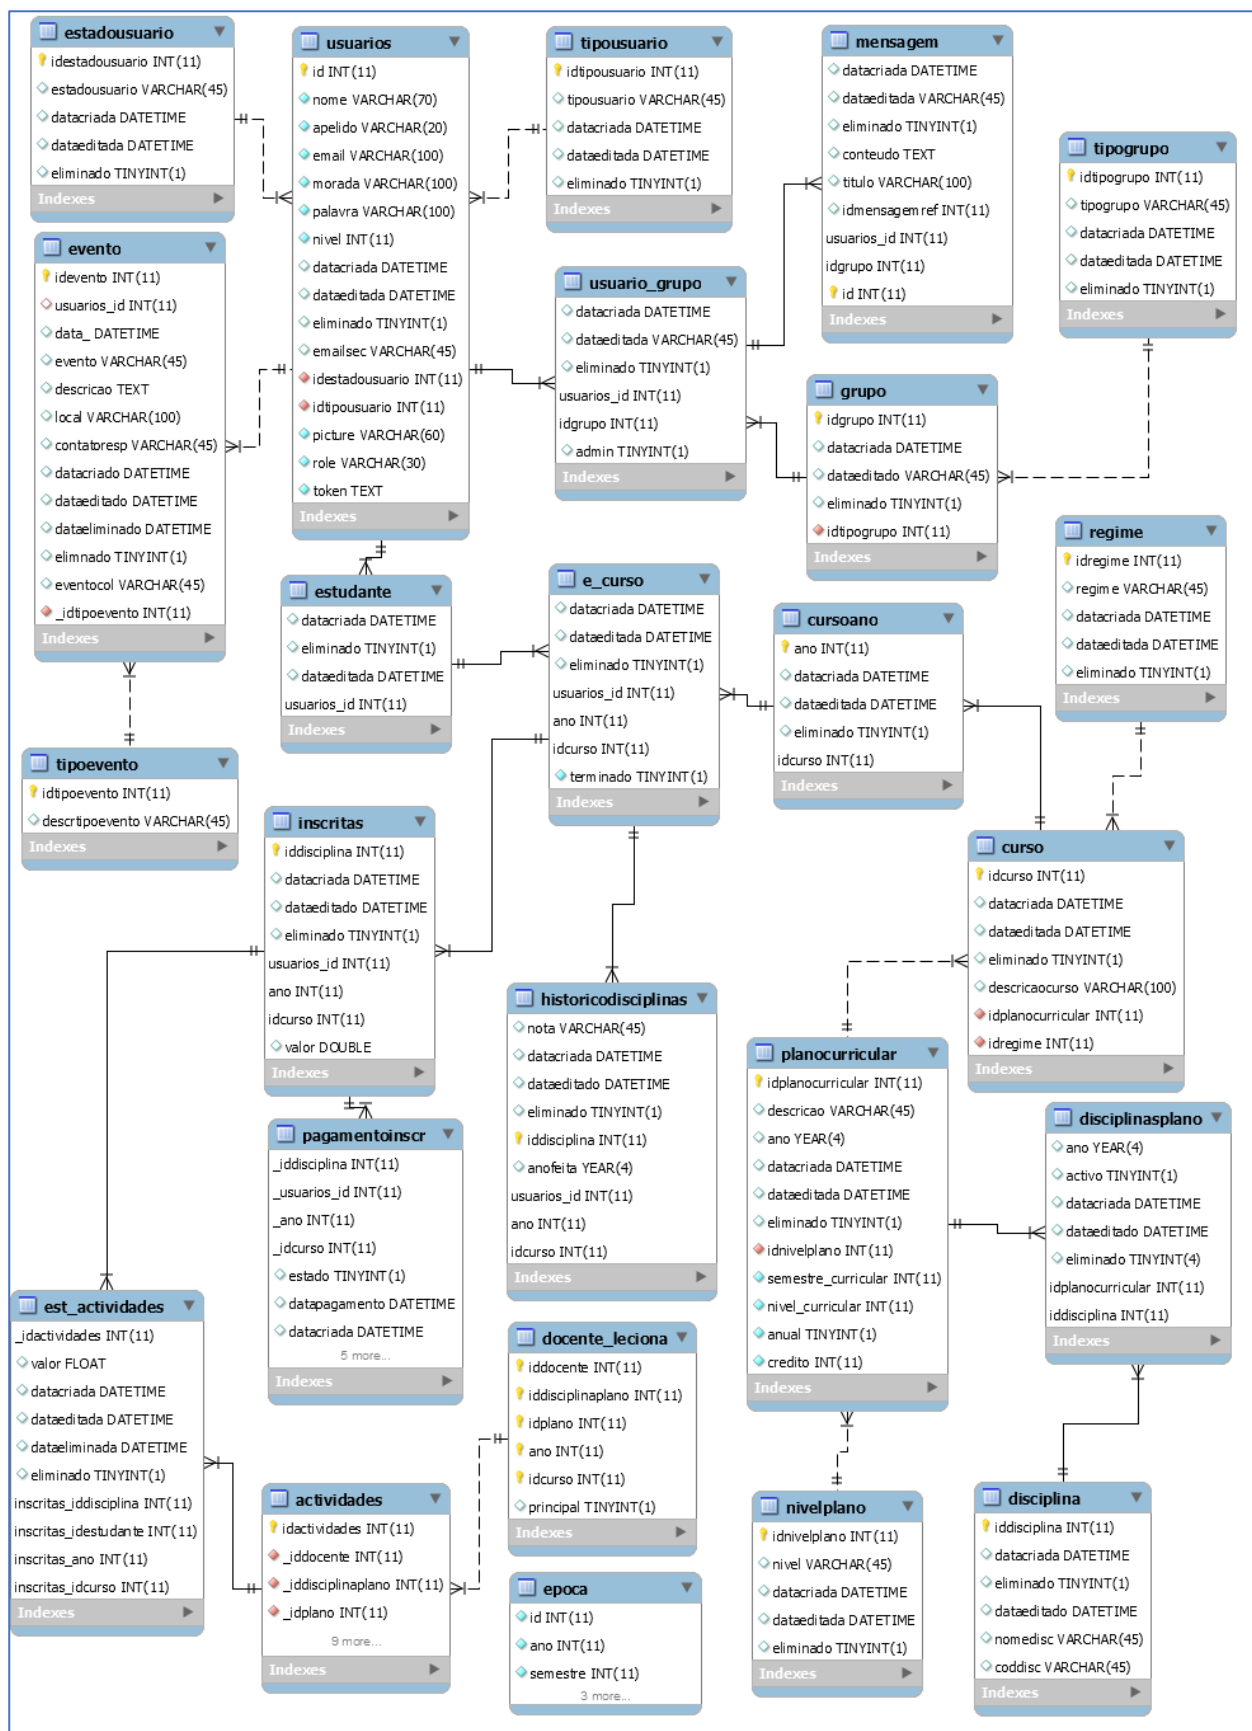 estadousuario
idestadousuario INT(11)
estadousuario VARCHAR(45)
datacriada DATETIME
dataeditada DATETIME
eliminado TINYINT(1)
Indexes
usuarios
id INT(11)
nome VARCHAR(70)
apelido VARCHAR(20)
email VARCHAR(100)
morada VARCHAR(100)
palavra VARCHAR(100)
nivel INT(11)
datacriada DATETIME
dataeditada DATETIME
eliminado TINYINT(1)
emailsec VARCHAR(45)
idestadousuario INT(11)
idtipousuario INT(11)
picture VARCHAR(60)
role VARCHAR(30)
token TEXT
Indexes
tipousuario
idtipousuario INT(11)
tipousuario VARCHAR(45)
datacriada DATETIME
dataeditada DATETIME
eliminado TINYINT(1)
Indexes
mensagem
datacriada DATETIME
dataeditada VARCHAR(45)
eliminado TINYINT(1)
conteudo TEXT
titulo VARCHAR(100)
idmensagemref INT(11)
usuarios_id INT(11)
idgrupo INT(11)
id INT(11)
Indexes
tipogrupo
idtipogrupo INT(11)
tipogrupo VARCHAR(45)
datacriada DATETIME
dataeditada DATETIME
eliminado TINYINT(1)
Indexes
evento
idevento INT(11)
usuarios_id INT(11)
data_ DATETIME
evento VARCHAR(45)
descricao TEXT
local VARCHAR(100)
contatoresp VARCHAR(45)
datacriado DATETIME
dataeditado DATETIME
dataeliminado DATETIME
elimnado TINYINT(1)
eventocol VARCHAR(45)
_idtipoevento INT(11)
Indexes
usuario_grupo
datacriada DATETIME
dataeditada VARCHAR(45)
eliminado TINYINT(1)
usuarios_id INT(11)
idgrupo INT(11)
admin TINYINT(1)
Indexes
grupo
idgrupo INT(11)
datacriada DATETIME
dataeditado VARCHAR(45)
eliminado TINYINT(1)
idtipogrupo INT(11)
Indexes
regime
idregime INT(11)
regime VARCHAR(45)
datacriada DATETIME
dataeditada DATETIME
eliminado TINYINT(1)
Indexes
estudante
datacriada DATETIME
eliminado TINYINT(1)
dataeditada DATETIME
usuarios_id INT(11)
Indexes
e_curso
datacriada DATETIME
dataeditada DATETIME
eliminado TINYINT(1)
usuarios_id INT(11)
ano INT(11)
idcurso INT(11)
terminado TINYINT(1)
Indexes
cursoano
ano INT(11)
datacriada DATETIME
dataeditada DATETIME
eliminado TINYINT(1)
idcurso INT(11)
Indexes
tipoevento
idtipoevento INT(11)
descrtipoevento VARCHAR(45)
Indexes
inscritas
iddisciplina INT(11)
datacriada DATETIME
dataeditado DATETIME
eliminado TINYINT(1)
usuarios_id INT(11)
ano INT(11)
idcurso INT(11)
valor DOUBLE
Indexes
curso
idcurso INT(11)
datacriada DATETIME
dataeditada DATETIME
eliminado TINYINT(1)
descricaocurso VARCHAR(100)
idplanocurricular INT(11)
idregime INT(11)
Indexes
historicodisciplinas
nota VARCHAR(45)
datacriada DATETIME
dataeditado DATETIME
eliminado TINYINT(1)
iddisciplina INT(11)
anofeita YEAR(4)
usuarios_id INT(11)
ano INT(11)
idcurso INT(11)
Indexes
planocurricular
idplanocurricular INT(11)
descricao VARCHAR(45)
ano YEAR(4)
datacriada DATETIME
dataeditada DATETIME
eliminado TINYINT(1)
idnivelplano INT(11)
semestre_curricular INT(11)
nivel_curricular INT(11)
anual TINYINT(1)
credito INT(11)
Indexes
disciplinasplano
ano YEAR(4)
activo TINYINT(1)
datacriada DATETIME
dataeditado DATETIME
eliminado TINYINT(4)
idplanocurricular INT(11)
iddisciplina INT(11)
Indexes
pagamentoinscr
_iddisciplina INT(11)
_usuarios_id INT(11)
_ano INT(11)
_idcurso INT(11)
estado TINYINT(1)
datapagamento DATETIME
datacriada DATETIME
5 more...
Indexes
est_actividades
_idactividades INT(11)
valor FLOAT
datacriada DATETIME
dataeditada DATETIME
dataeliminada DATETIME
eliminado TINYINT(1)
inscritas_iddisciplina INT(11)
inscritas_idestudante INT(11)
inscritas_ano INT(11)
inscritas_idcurso INT(11)
Indexes
docente_leciona
iddocente INT(11)
iddisciplinaplano INT(11)
idplano INT(11)
ano INT(11)
idcurso INT(11)
principal TINYINT(1)
Indexes
actividades
idactividades INT(11)
_iddocente INT(11)
_iddisciplinaplano INT(11)
_idplano INT(11)
9 more...
Indexes
epoca
id INT(11)
ano INT(11)
semestre INT(11)
3 more...
Indexes
nivelplano
idnivelplano INT(11)
nivel VARCHAR(45)
datacriada DATETIME
dataeditada DATETIME
eliminado TINYINT(1)
Indexes
disciplina
iddisciplina INT(11)
datacriada DATETIME
eliminado TINYINT(1)
dataeditado DATETIME
nomedisc VARCHAR(45)
coddisc VARCHAR(45)
Indexes